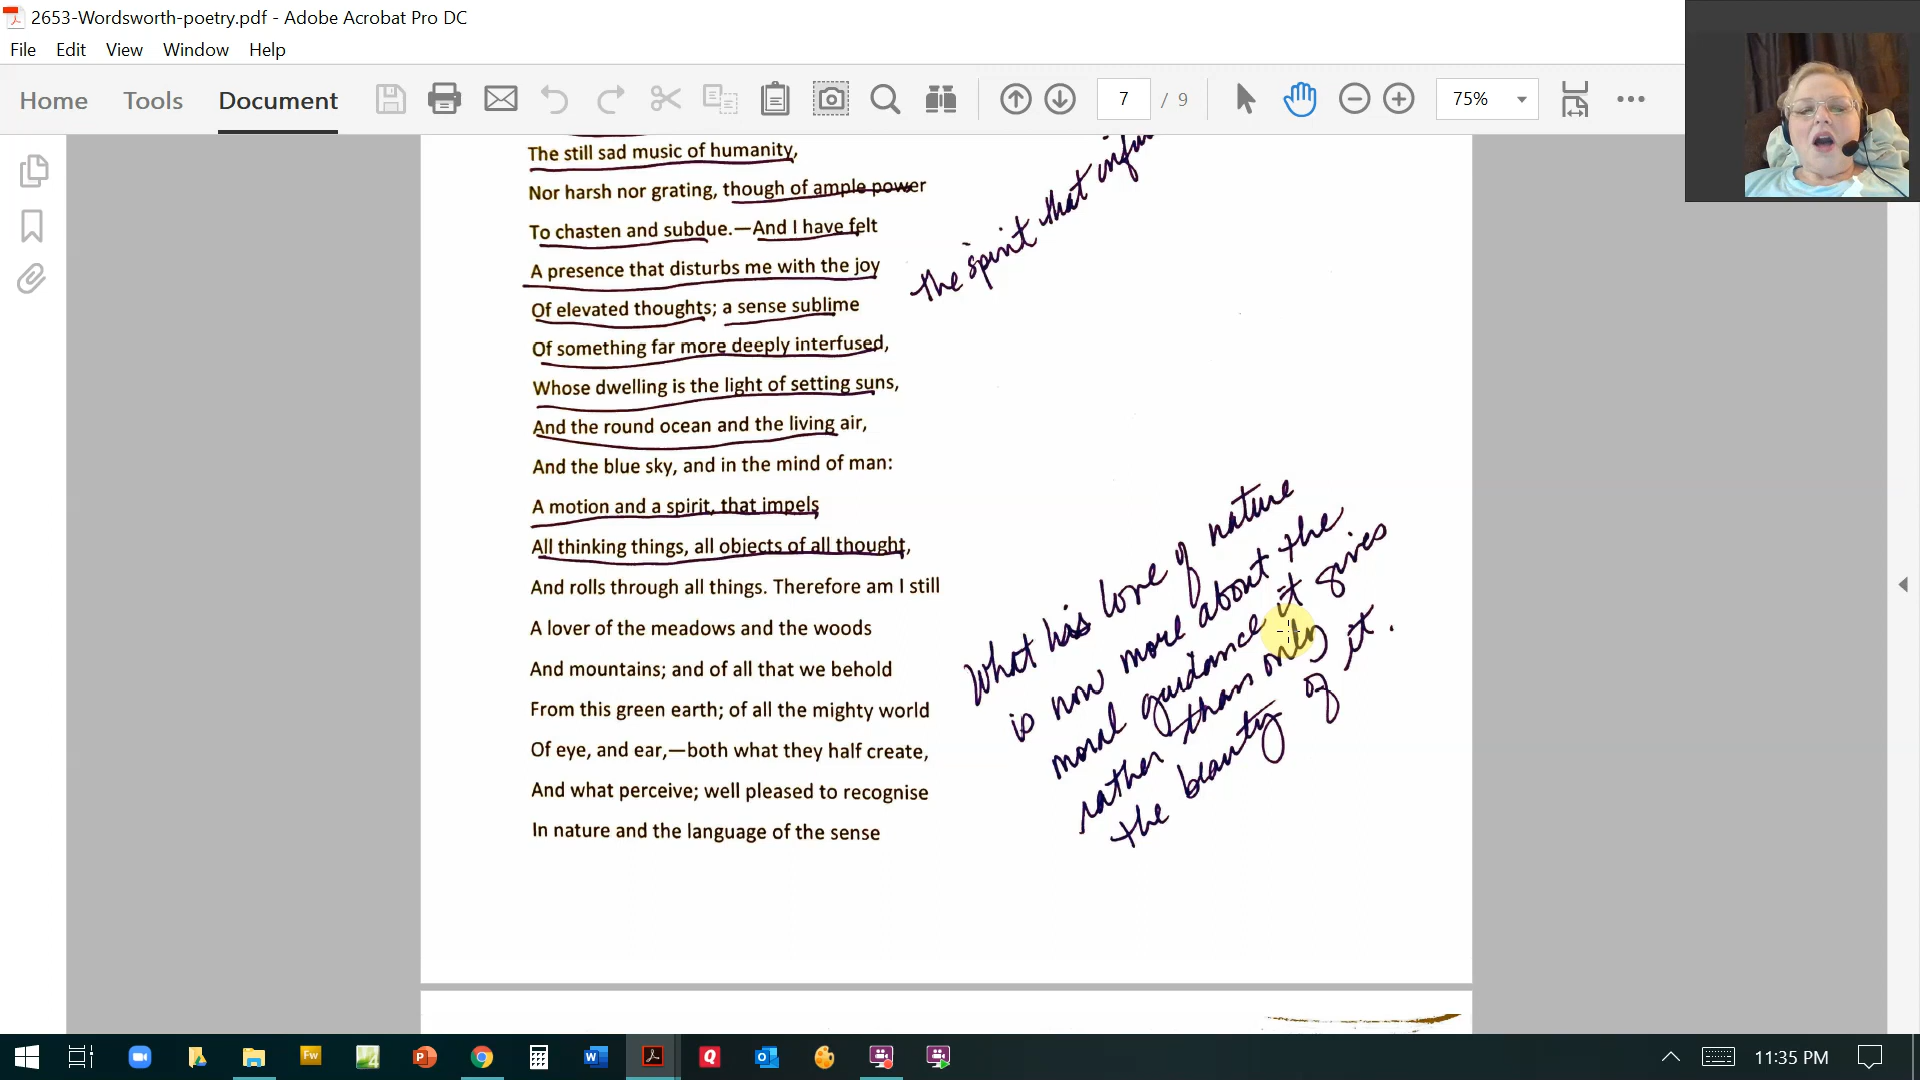 2653-Wordsworth-poetry.pdf - Adobe Acrobat Pro DC
File Edit View Window Help
Home Tools Document 7 / 9 75%
The still sad music of humanity,
Nor harsh nor grating, though of ample power
To chasten and subdue.—And I have felt
A presence that disturbs me with the joy
Of elevated thoughts; a sense sublime
Of something far more deeply interfused,
Whose dwelling is the light of setting suns,
And the round ocean and the living air,
And the blue sky, and in the mind of man:
A motion and a spirit, that impels
All thinking things, all objects of all thought,
And rolls through all things. Therefore am I still
A lover of the meadows and the woods
And mountains; and of all that we behold
From this green earth; of all the mighty world
Of eye, and ear,—both what they half create,
And what perceive; well pleased to recognise
In nature and the language of the sense
the spirit that
What his love of nature
is now more about the
moral guidance it gives
rather than only
the beauty of it.
11:35 PM